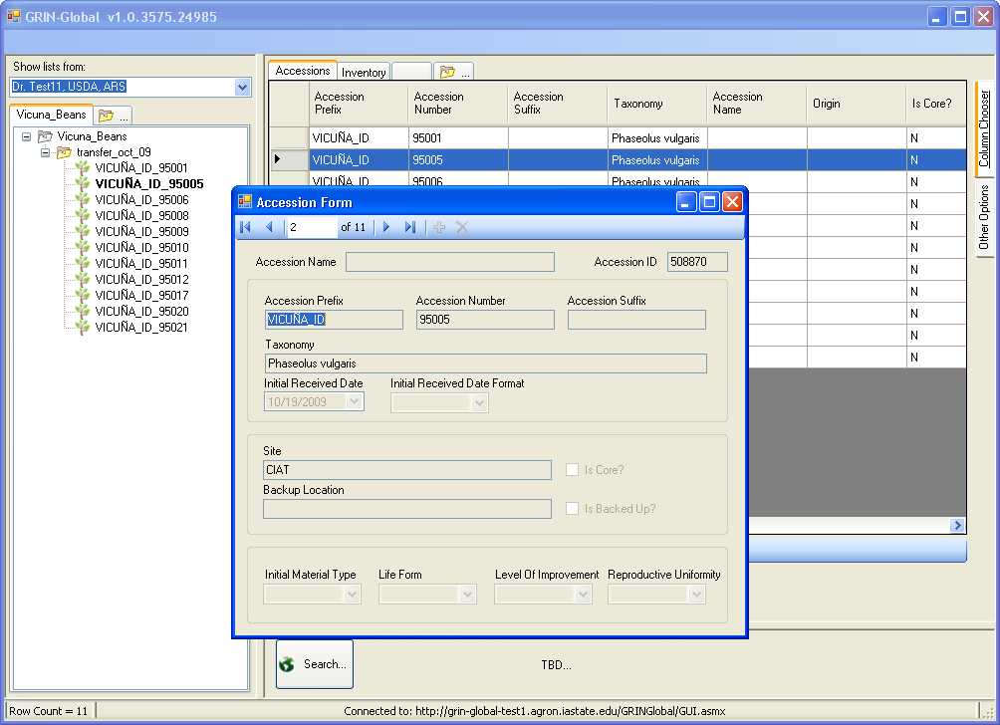 GRIN-Global v1.0.3575.24985
Show lists from:
Dr. Test11, USDA, ARS
Vicuna_Beans ...
Vicuna_Beans
transfer_oct_09
VICUÑA_ID_95001
VICUÑA_ID_95005
VICUÑA_ID_95006
VICUÑA_ID_95008
VICUÑA_ID_95009
VICUÑA_ID_95010
VICUÑA_ID_95011
VICUÑA_ID_95012
VICUÑA_ID_95017
VICUÑA_ID_95020
VICUÑA_ID_95021
Accessions Inventory ...
Accession Prefix Accession Number Accession Suffix Taxonomy Accession Name Origin Is Core?
VICUÑA_ID 95001 Phaseolus vulgaris N
VICUÑA_ID 95005 Phaseolus vulgaris N
VICUÑA_ID 95006 Phaseolus vulgaris N
N
N
N
N
N
N
N
N
Column Chooser
Other Options
Accession Form
2 of 11
Accession Name Accession ID 508870
Accession Prefix Accession Number Accession Suffix
VICUÑA_ID 95005
Taxonomy
Phaseolus vulgaris
Initial Received Date Initial Received Date Format
10/19/2009
Site
CIAT Is Core?
Backup Location
Is Backed Up?
Initial Material Type Life Form Level Of Improvement Reproductive Uniformity
Search... TBD...
Row Count = 11 Connected to: http://grin-global-test1.agron.iastate.edu/GRINGlobal/GUI.asmx